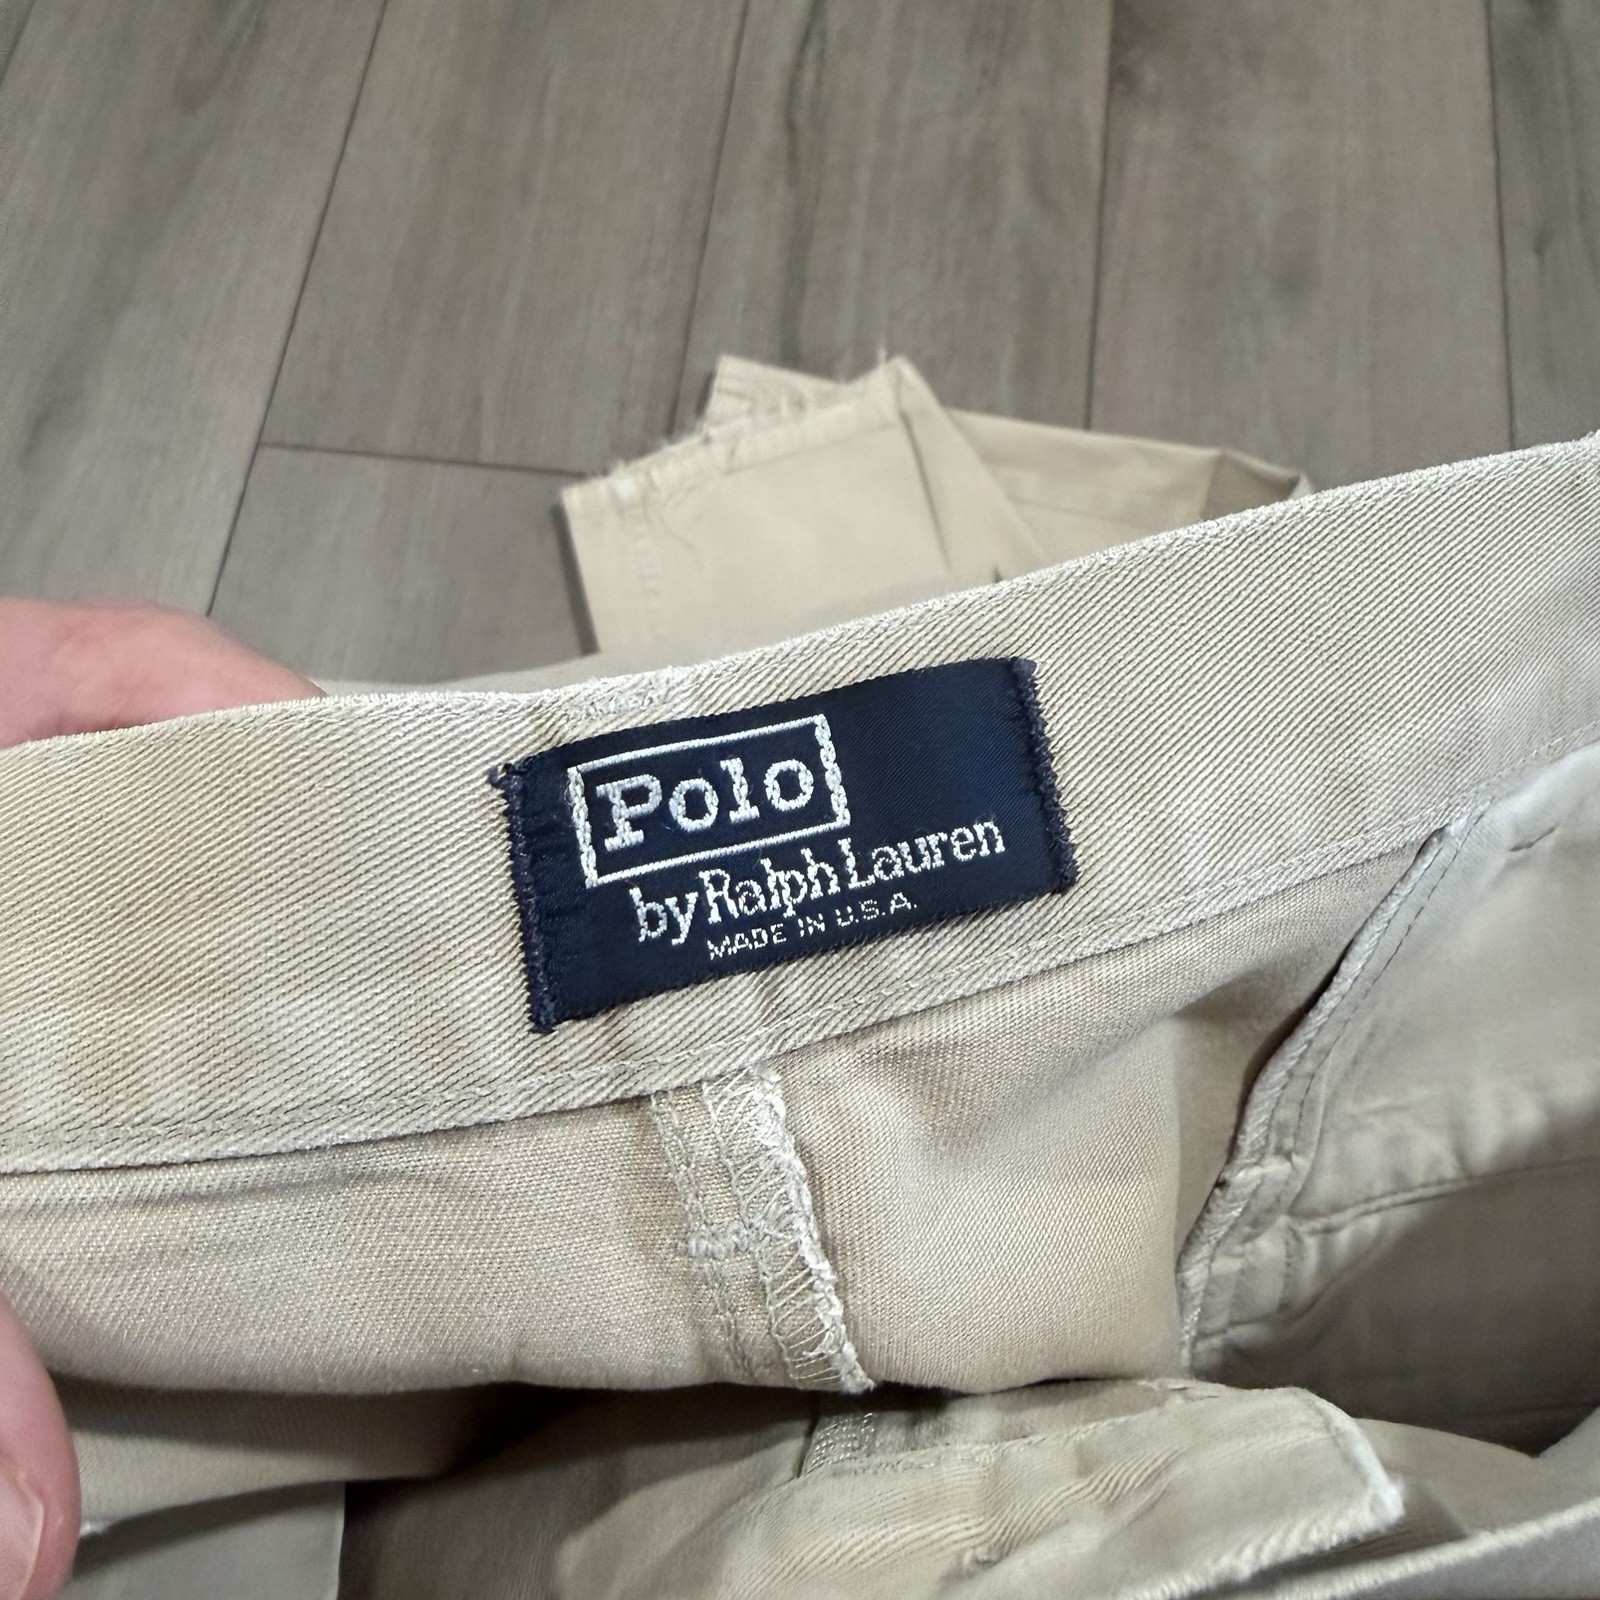 Polo
by Ralph Lauren
MADE IN U.S.A.